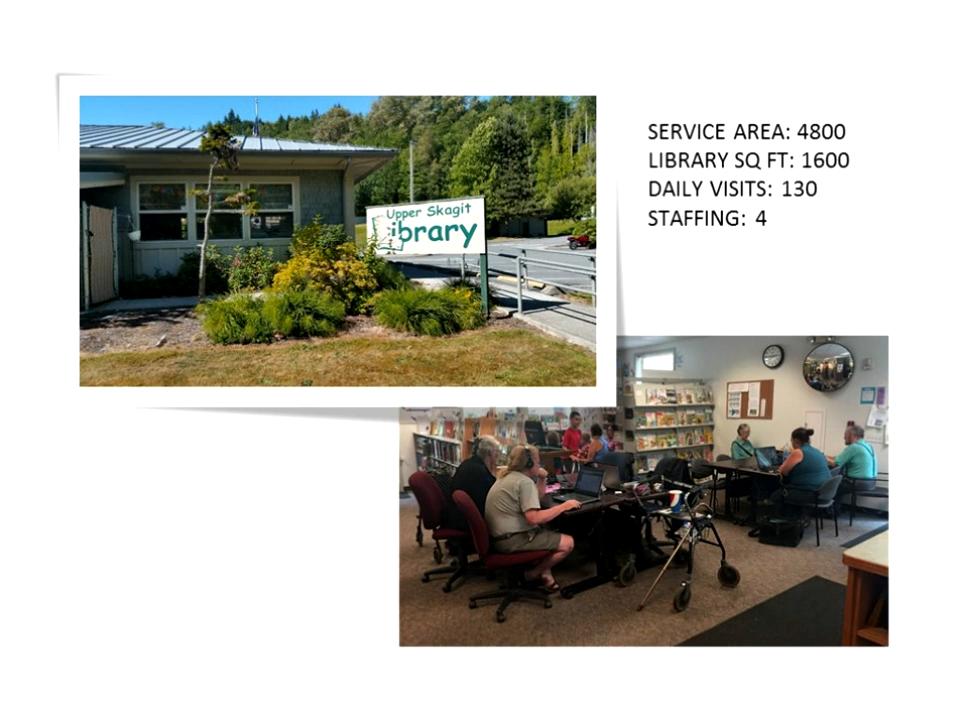 SERVICE AREA: 4800
LIBRARY SQ FT: 1600
DAILY VISITS: 130
STAFFING: 4
Upper Skagit
Library